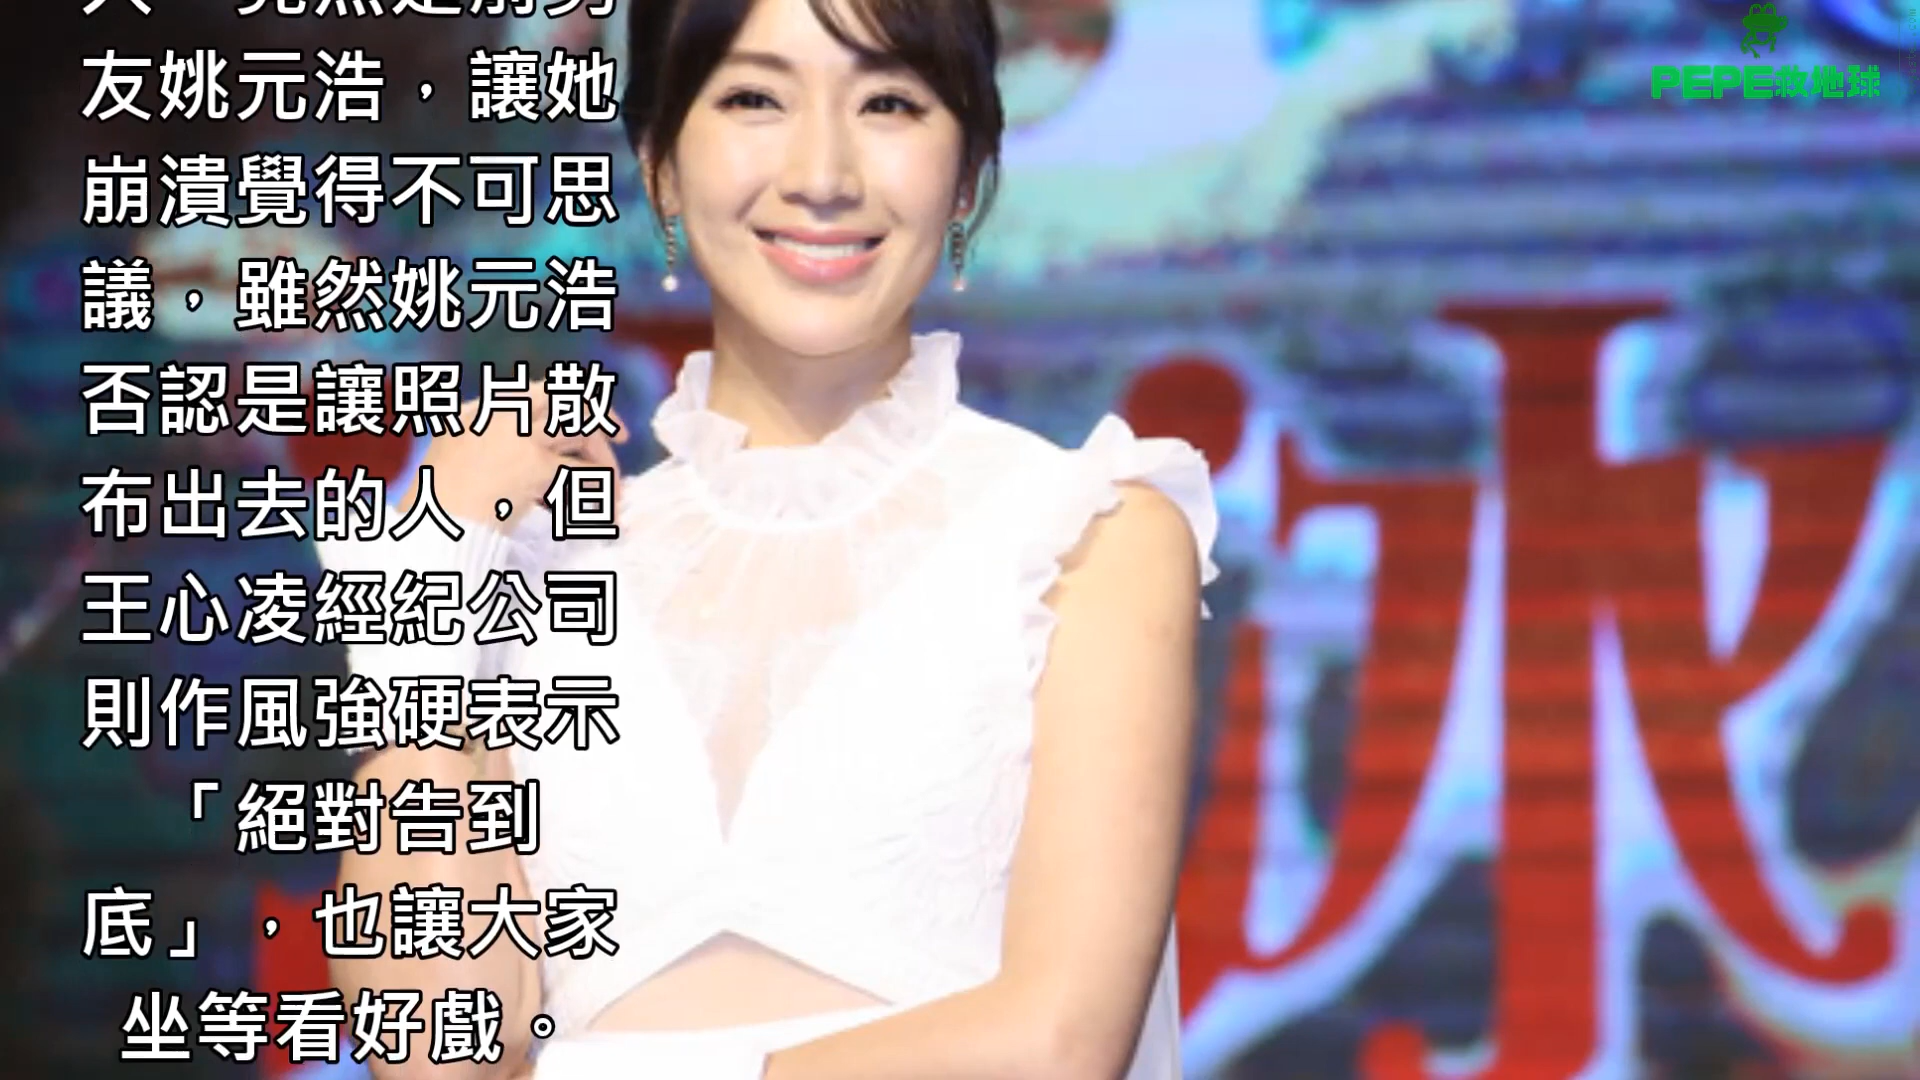 友姚元浩，讓她
崩潰覺得不可思
議，雖然姚元浩
否認是讓照片散
布出去的人，但
王心凌經紀公司
則作風強硬表示
「絕對告到
底」，也讓大家
坐等看好戲。
PEPE救地球